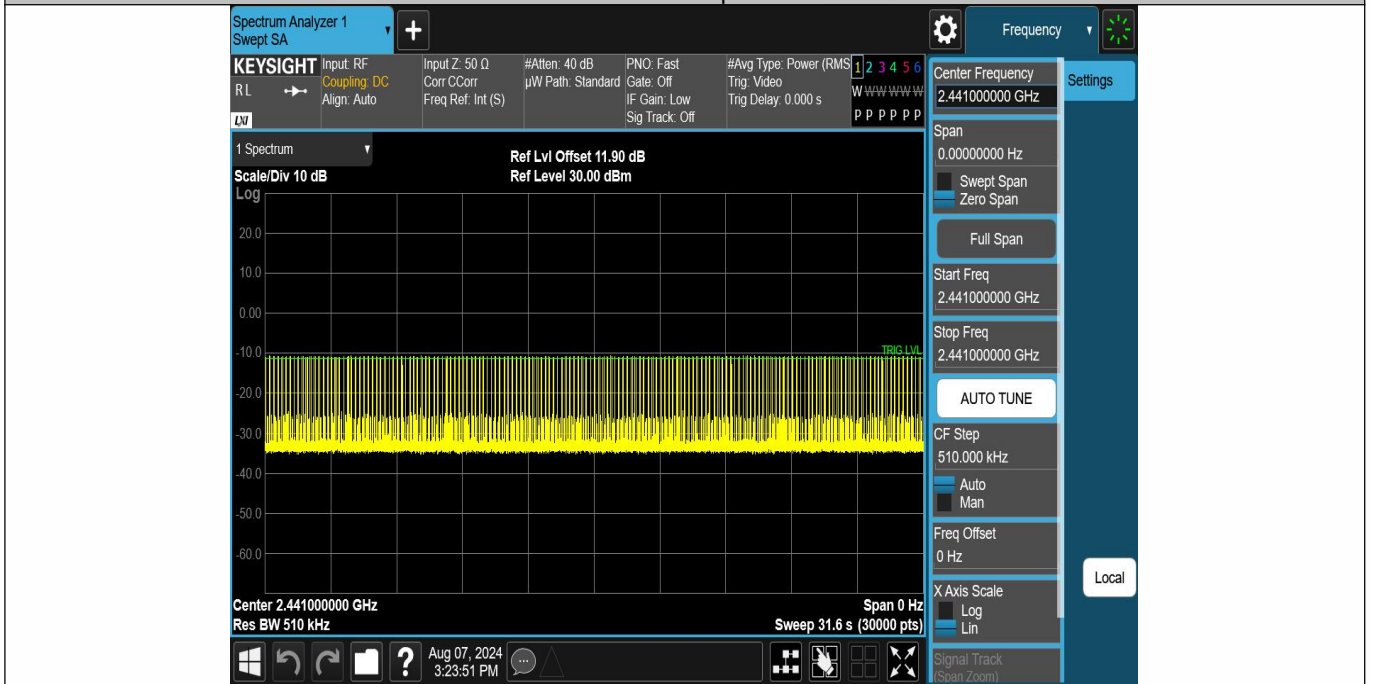 Spectrum Analyzer 1
Swept SA
+
Frequency
KEYSIGHT
RL
LXI
Input: RF
Coupling: DC
Align: Auto
Input Z: 50 Ω
Corr CCorr
Freq Ref: Int (S)
#Atten: 40 dB
µW Path: Standard
PNO: Fast
Gate: Off
IF Gain: Low
Sig Track: Off
#Avg Type: Power (RMS
Trig: Video
Trig Delay: 0.000 s
1 2 3 4 5 6
W W W W W W
P P P P P P
Center Frequency
2.441000000 GHz
Settings
Span
0.00000000 Hz
Swept Span
Zero Span
Full Span
Start Freq
2.441000000 GHz
Stop Freq
2.441000000 GHz
AUTO TUNE
CF Step
510.000 kHz
Auto
Man
Freq Offset
0 Hz
X Axis Scale
Log
Lin
Signal Track
(Span Zoom)
Local
1 Spectrum
Scale/Div 10 dB
Ref Lvl Offset 11.90 dB
Ref Level 30.00 dBm
Log
20.0
10.0
0.00
-10.0
TRIG LVL
-20.0
-30.0
-40.0
-50.0
-60.0
Center 2.441000000 GHz
Span 0 Hz
Res BW 510 kHz
Sweep 31.6 s (30000 pts)
?
Aug 07, 2024
3:23:51 PM